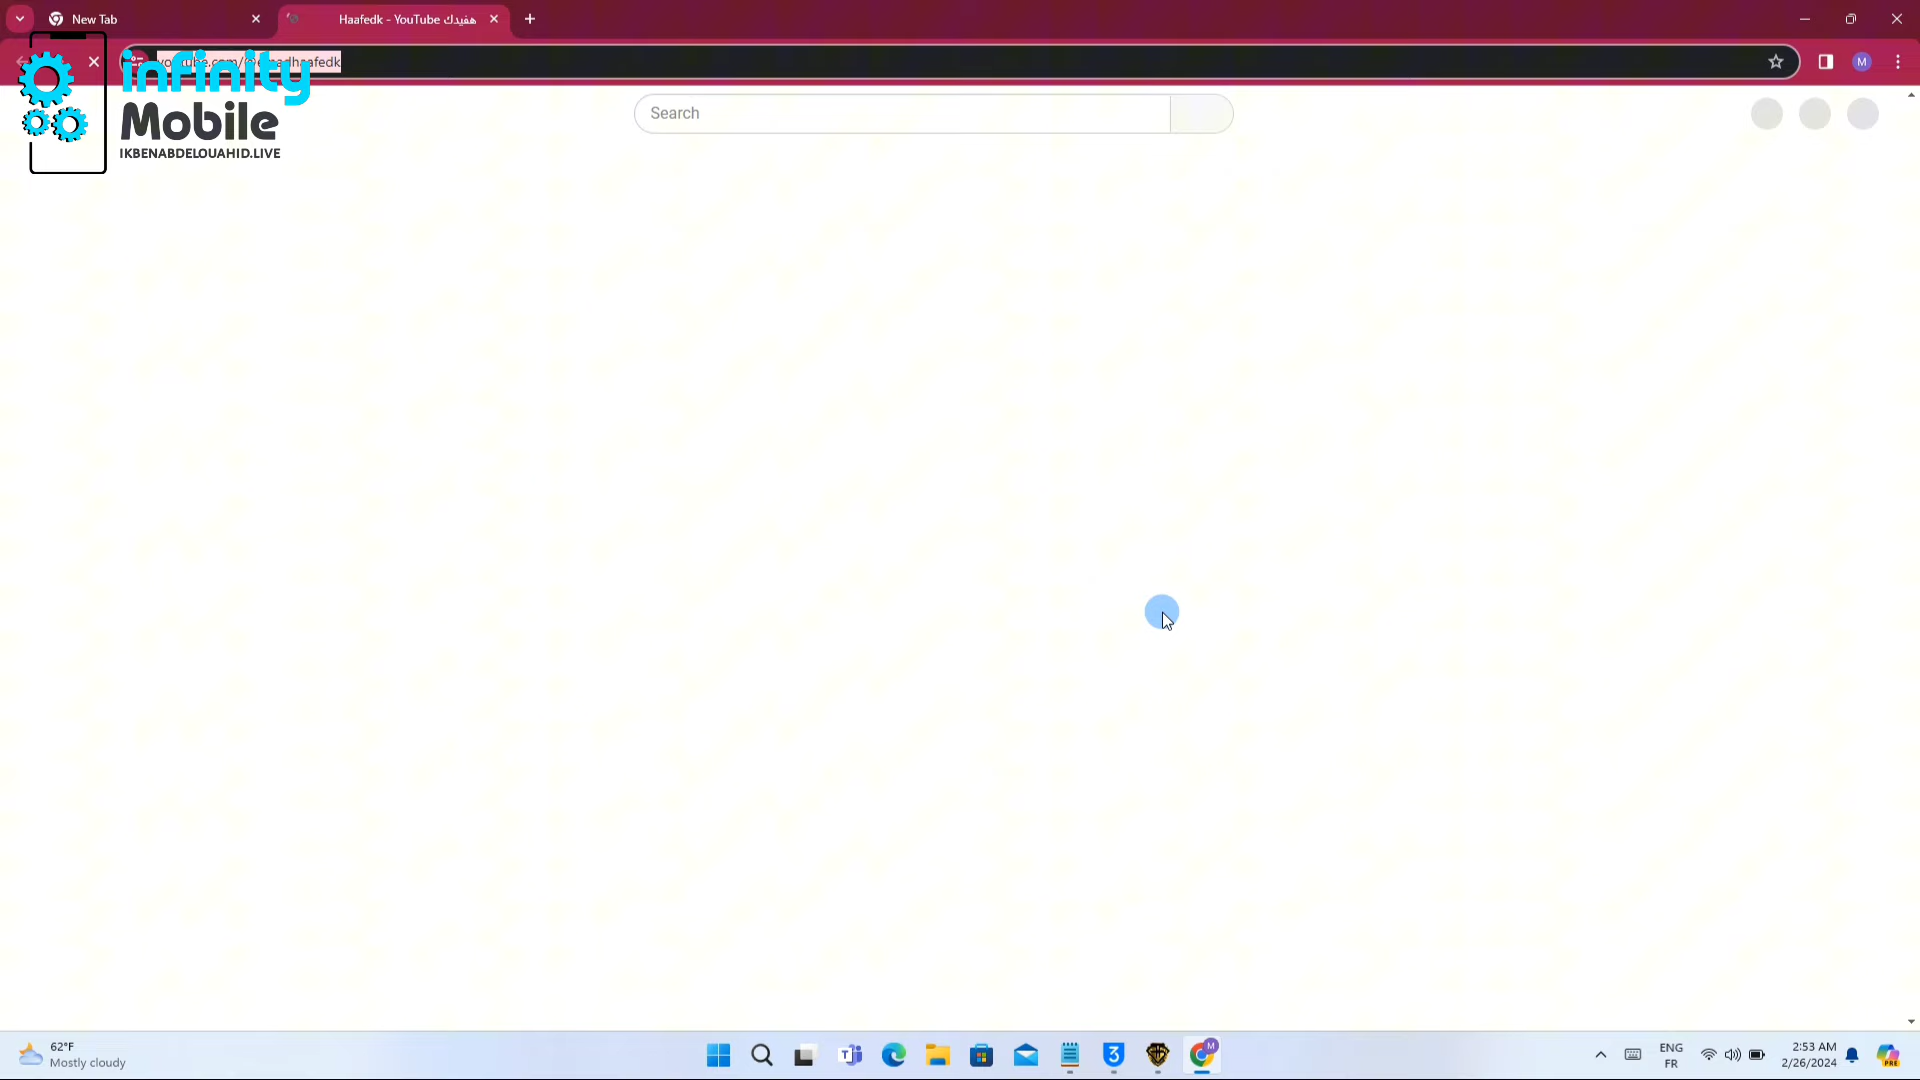 New Tab
Haafedk - YouTube هفيدك
infinity
Mobile
IKBENABDELOUAHID.LIVE
Search
M
62°F
Mostly cloudy
M
ENG
FR
2:53 AM
2/26/2024
PRE